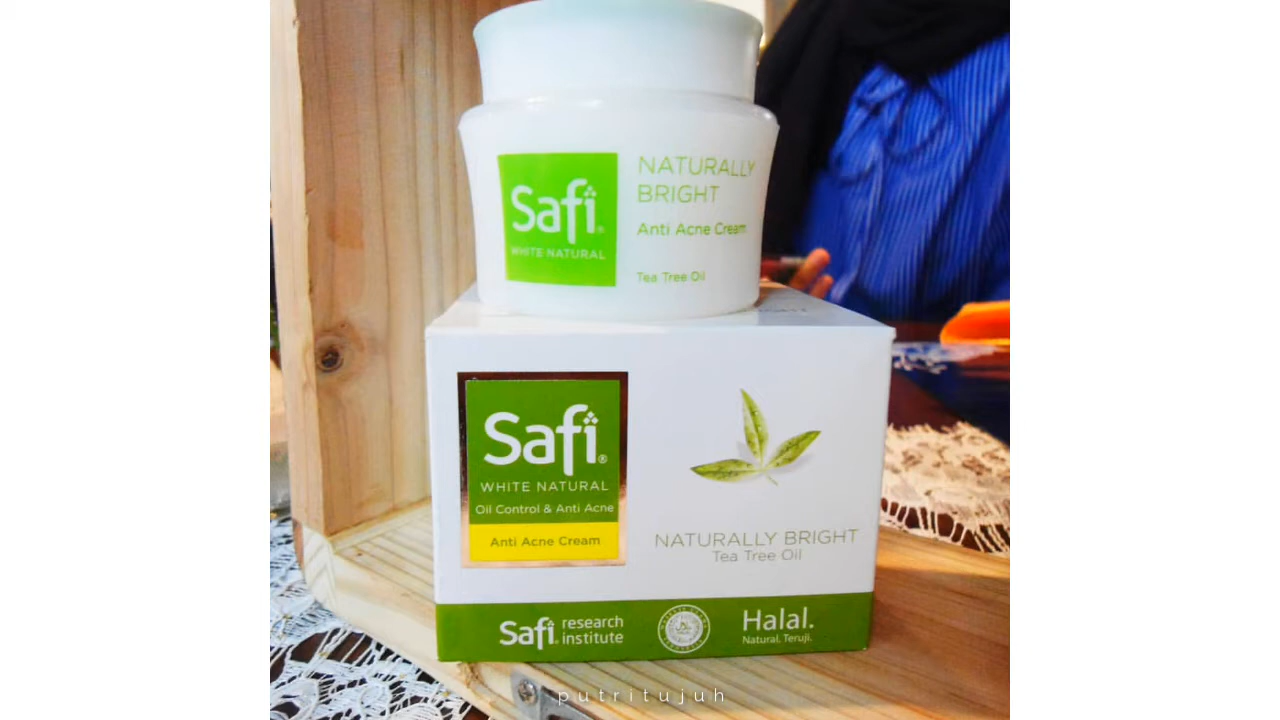 Safi®
WHITE NATURAL
NATURALLY
BRIGHT
Anti Acne Cream
Tea Tree Oil
Safi®
WHITE NATURAL
Oil Control & Anti Acne
Anti Acne Cream
NATURALLY BRIGHT
Tea Tree Oil
Safi® research
institute
Halal.
Natural. Teruji.
putritujuh